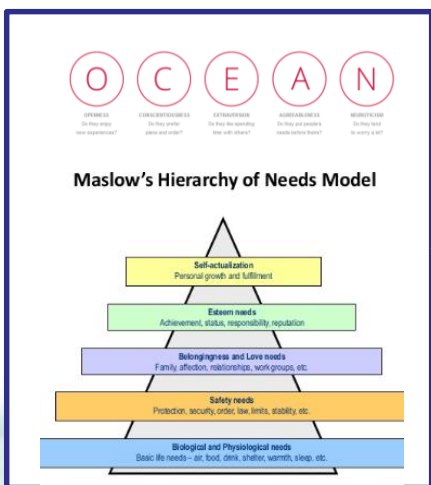 O C E A N
OPENNESS CONSCIENTIOUSNESS EXTRAVERSION AGREEABLENESS NEUROTICISM
Do they enjoy Do they prefer Do they like spending Do they put people's Do they tend
new experiences? plans and order? time with others? needs before theirs? to worry a lot?
Maslow's Hierarchy of Needs Model
Self-actualization
Personal growth and fulfillment
Esteem needs
Achievement, status, responsibility, reputation
Belongingness and Love needs
Family, affection, relationships, work groups, etc.
Safety needs
Protection, security, order, law, limits, stability, etc.
Biological and Physiological needs
Basic life needs – air, food, drink, shelter, warmth, sleep, etc.